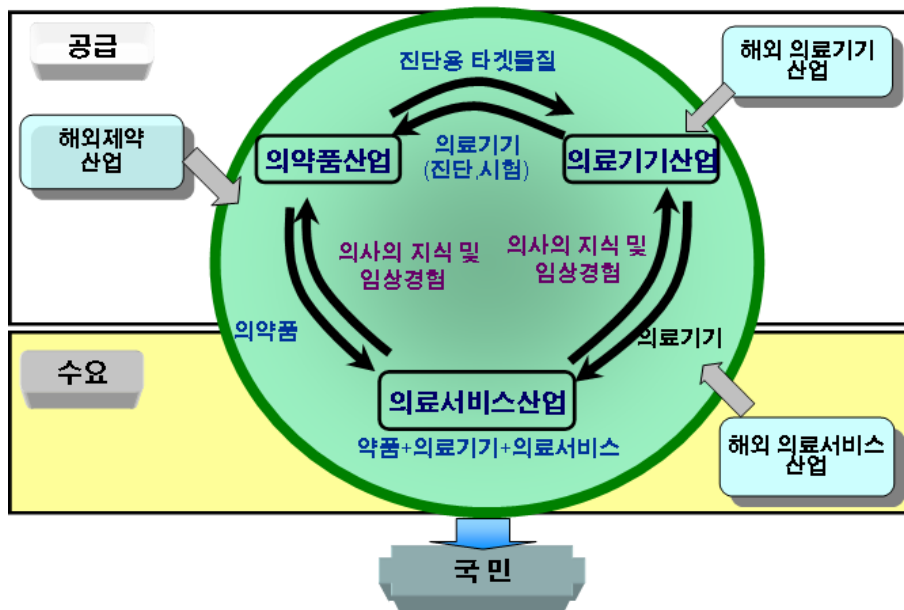 공급
진단용 타겟물질
해외 의료기기
산업
해외제약
산업
의약품산업
의료기기
(진단,시험)
의료기기산업
의사의 지식 및
임상경험
의사의 지식 및
임상경험
의약품
의료기기
수요
의료서비스산업
약품+의료기기+의료서비스
해외 의료서비스
산업
국 민